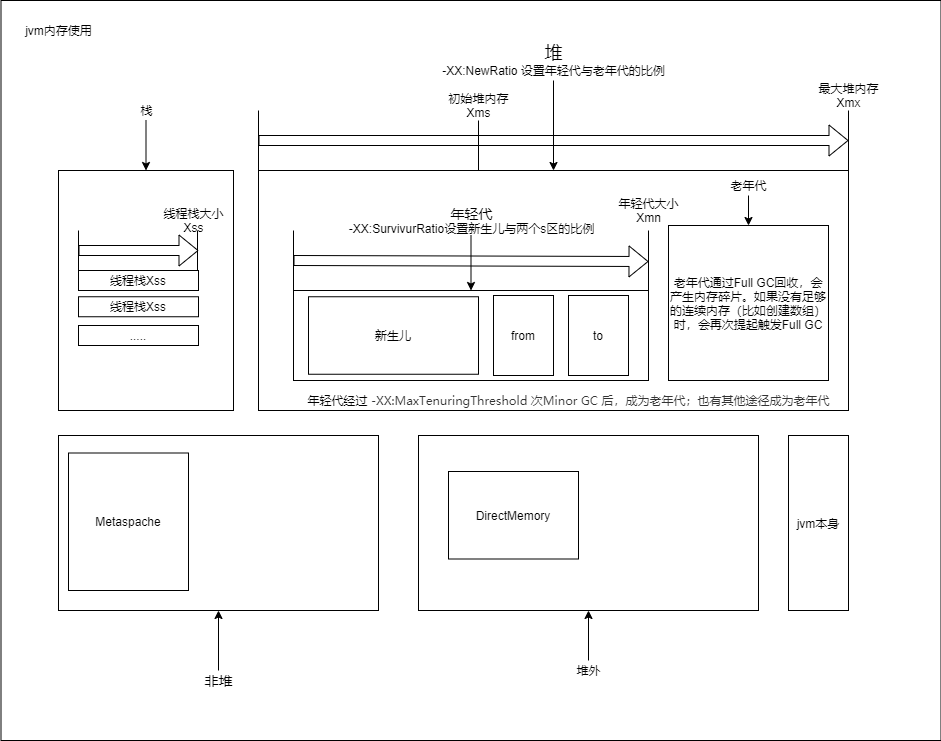 jvm内存使用
堆
-XX:NewRatio 设置年轻代与老年代的比例
最大堆内存
Xmx
初始堆内存
Xms
栈
线程栈大小
Xss
线程栈Xss
线程栈Xss
.....
年轻代
-XX:SurvivurRatio设置新生儿与两个s区的比例
年轻代大小
Xmn
老年代
新生儿
from
to
老年代通过Full GC回收，会
产生内存碎片。如果没有足够
的连续内存（比如创建数组）
时，会再次提起触发Full GC
年轻代经过 -XX:MaxTenuringThreshold 次Minor GC 后，成为老年代；也有其他途径成为老年代
Metaspache
DirectMemory
jvm本身
非堆
堆外